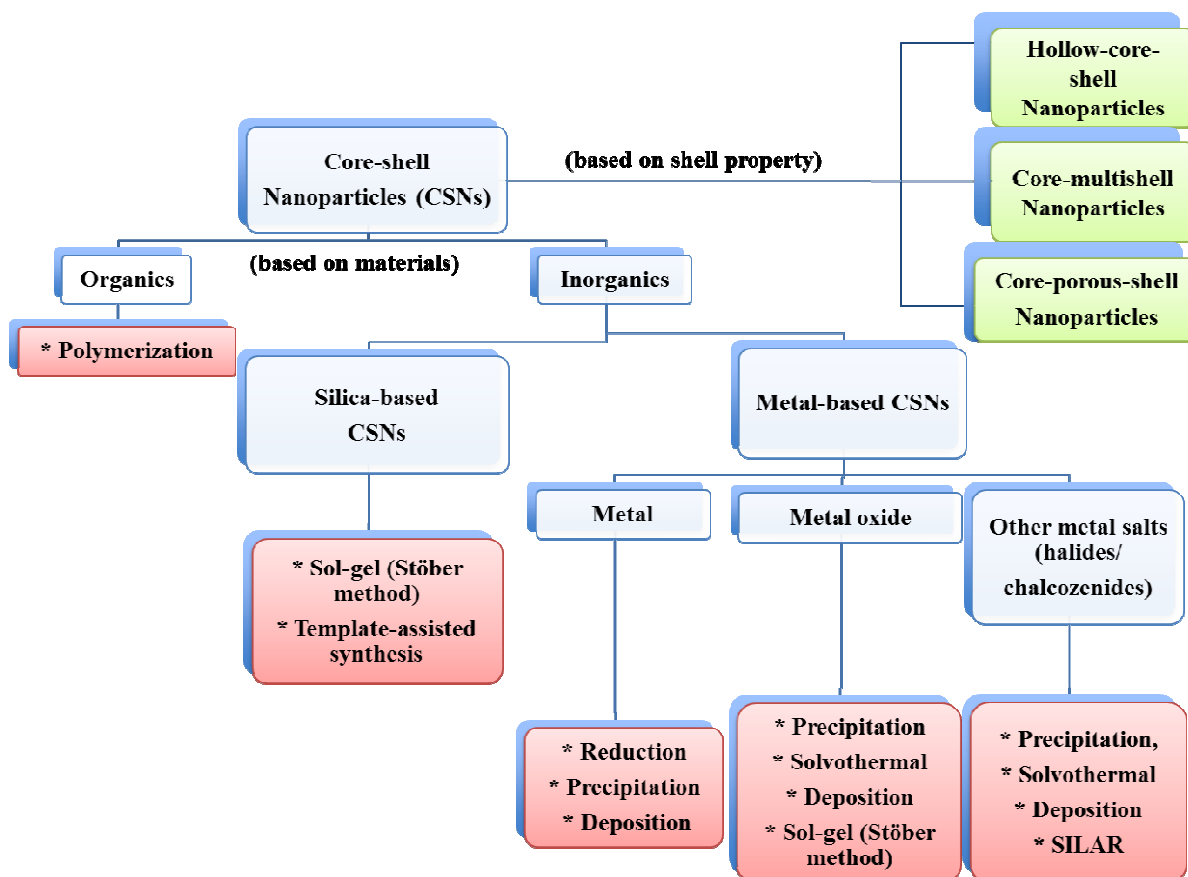 Hollow-core-
shell
Nanoparticles
Core-shell
Nanoparticles (CSNs)
(based on shell property)
Core-multishell
Nanoparticles
Organics
(based on materials)
Inorganics
Core-porous-shell
Nanoparticles
* Polymerization
Silica-based
CSNs
Metal-based CSNs
Metal
Metal oxide
Other metal salts
(halides/
chalcozenides)
* Sol-gel (Stöber
method)
* Template-assisted
synthesis
* Reduction
* Precipitation
* Deposition
* Precipitation
* Solvothermal
* Deposition
* Sol-gel (Stöber
method)
* Precipitation,
* Solvothermal
* Deposition
* SILAR